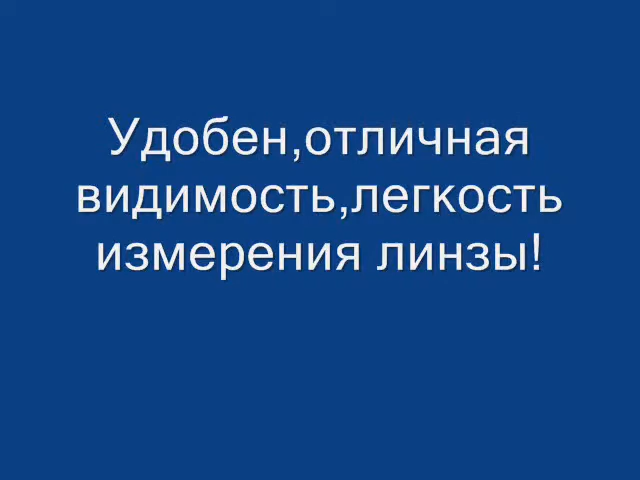 Удобен,отличная
видимость,легкость
измерения линзы!